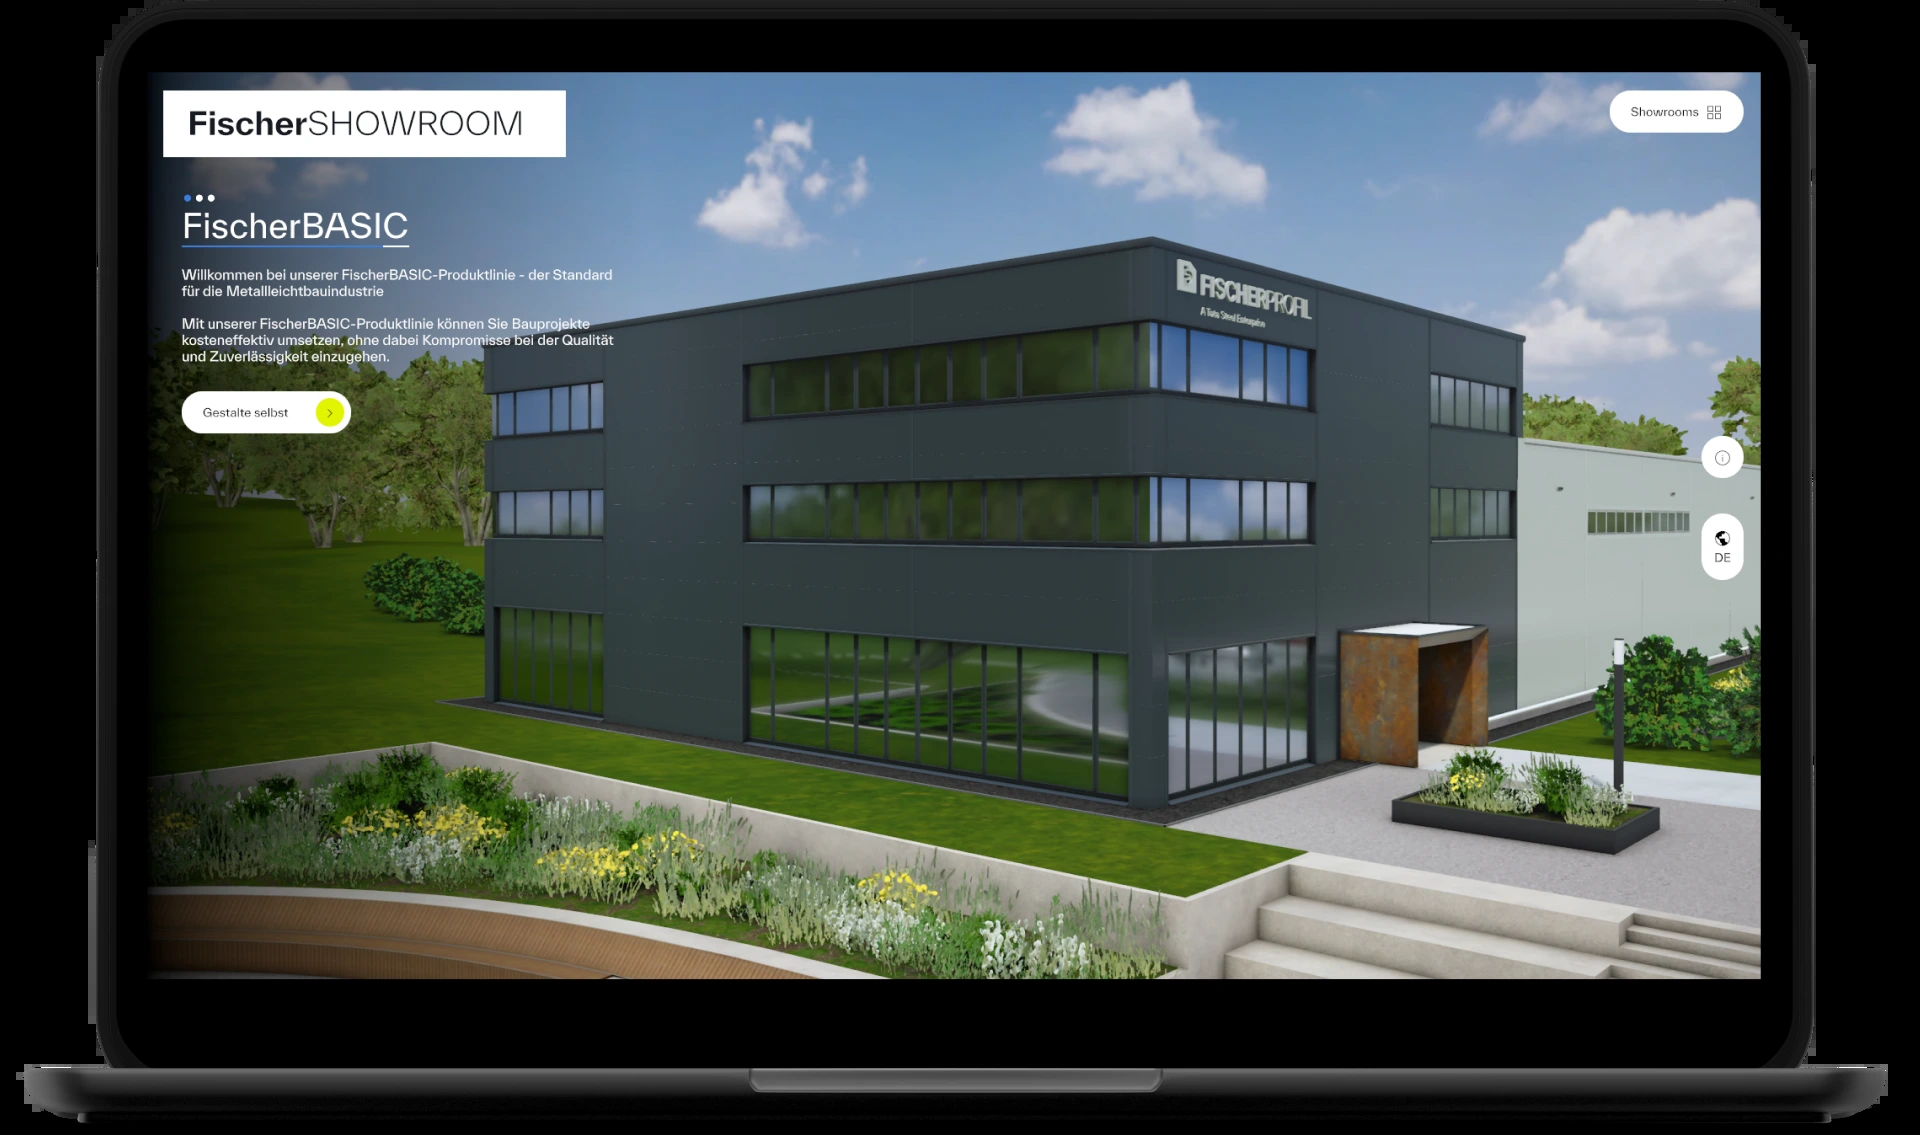 FischerSHOWROOM
Showrooms
FischerBASIC
Willkommen bei unserer FischerBASIC-Produktlinie - der Standard
für die Metallleichtbauindustrie
Mit unserer FischerBASIC-Produktlinie können Sie Bauprojekte
kosteneffektiv umsetzen, ohne dabei Kompromisse bei der Qualität
und Zuverlässigkeit einzugehen.
Gestalte selbst
FISCHERPROFIL
A Tata Steel Enterprise
DE